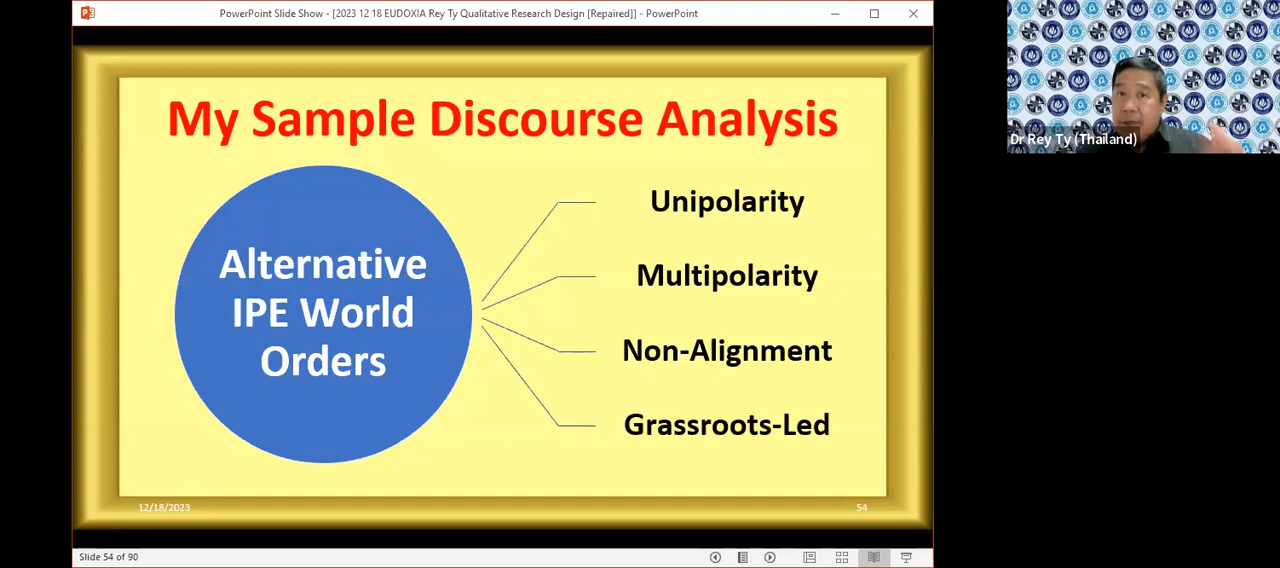 PowerPoint Slide Show - [2023 12 18 EUDOXIA Rey Ty Qualitative Research Design [Repaired]] - PowerPoint
My Sample Discourse Analysis
Alternative
IPE World
Orders
Unipolarity
Multipolarity
Non-Alignment
Grassroots-Led
12/18/2023
54
Slide 54 of 90
Dr Rey Ty (Thailand)